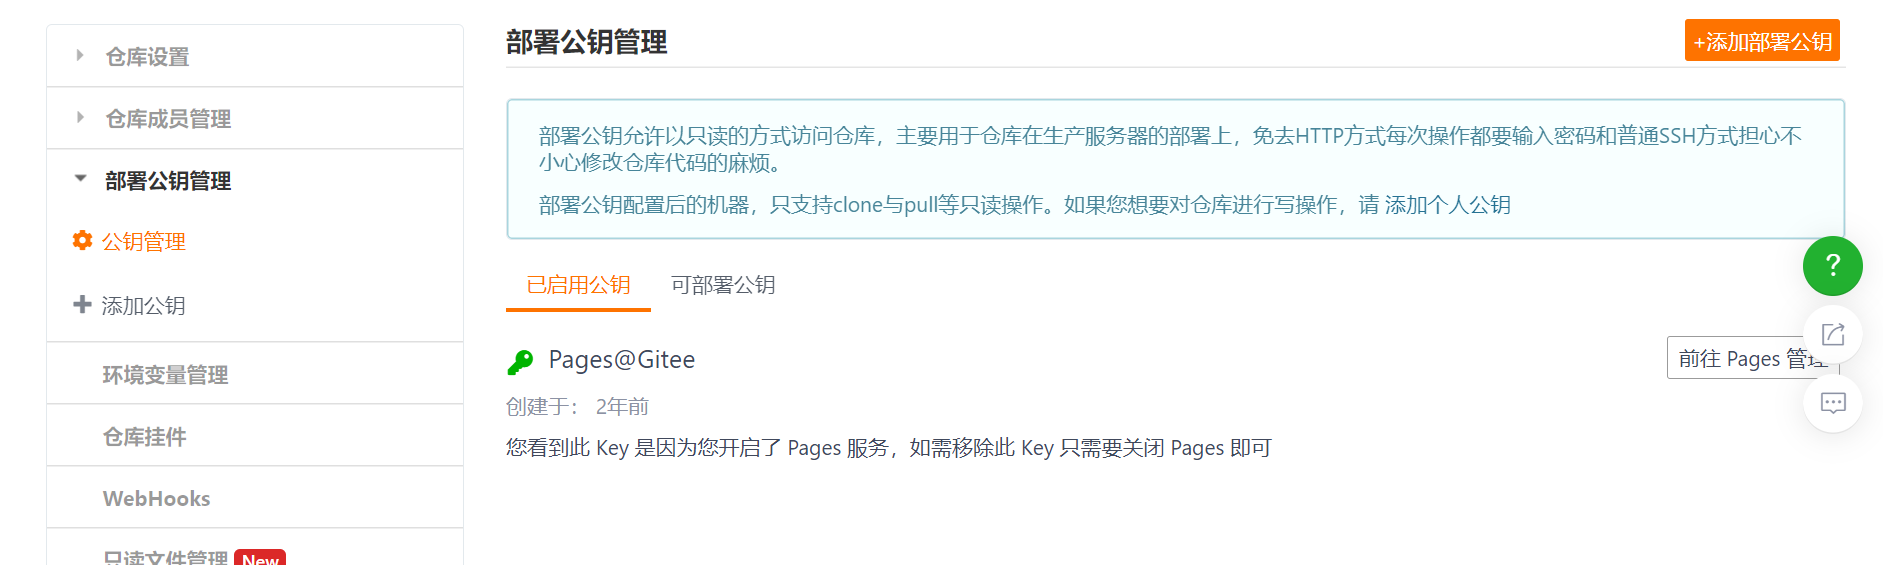 仓库设置
仓库成员管理
部署公钥管理
公钥管理
添加公钥
环境变量管理
仓库挂件
WebHooks
只读文件管理 New
部署公钥管理
+添加部署公钥
部署公钥允许以只读的方式访问仓库，主要用于仓库在生产服务器的部署上，免去HTTP方式每次操作都要输入密码和普通SSH方式担心不
小心修改仓库代码的麻烦。
部署公钥配置后的机器，只支持clone与pull等只读操作。如果您想要对仓库进行写操作，请 添加个人公钥
已启用公钥 可部署公钥
Pages@Gitee
前往 Pages 管理
创建于： 2年前
您看到此 Key 是因为您开启了 Pages 服务，如需移除此 Key 只需要关闭 Pages 即可
?